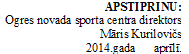 APSTIPRINU:
Ogres novada sporta centra direktors
Māris Kurilovičs
2014.gada aprīlī.